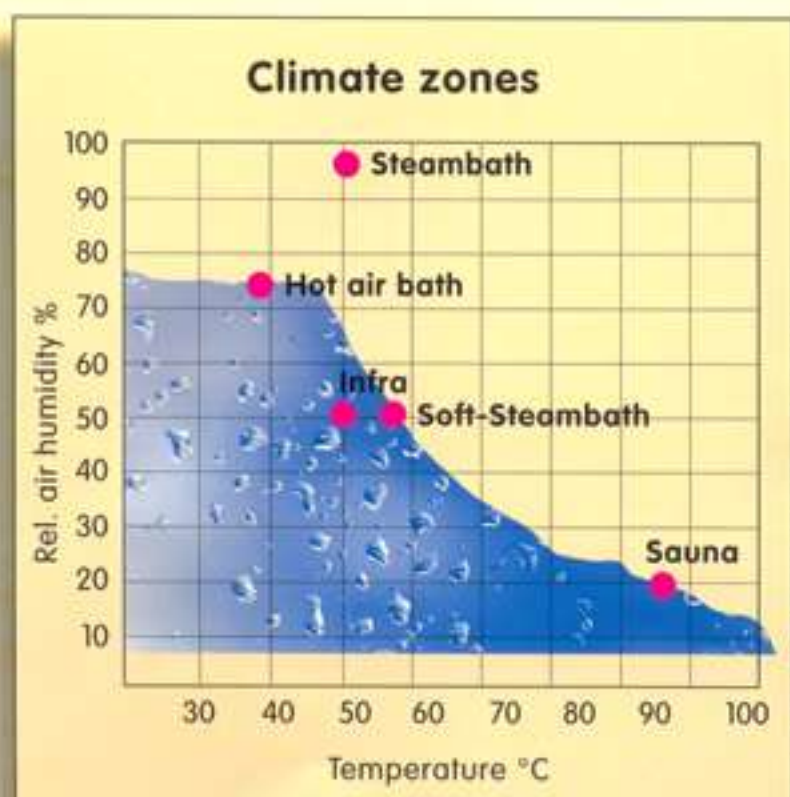 Climate zones
100
Steambath
90
80
Hot air bath
70
60
Infra
50
Soft-Steambath
40
30
Sauna
20
10
Rel. air humidity %
30 40 50 60 70 80 90 100
Temperature °C